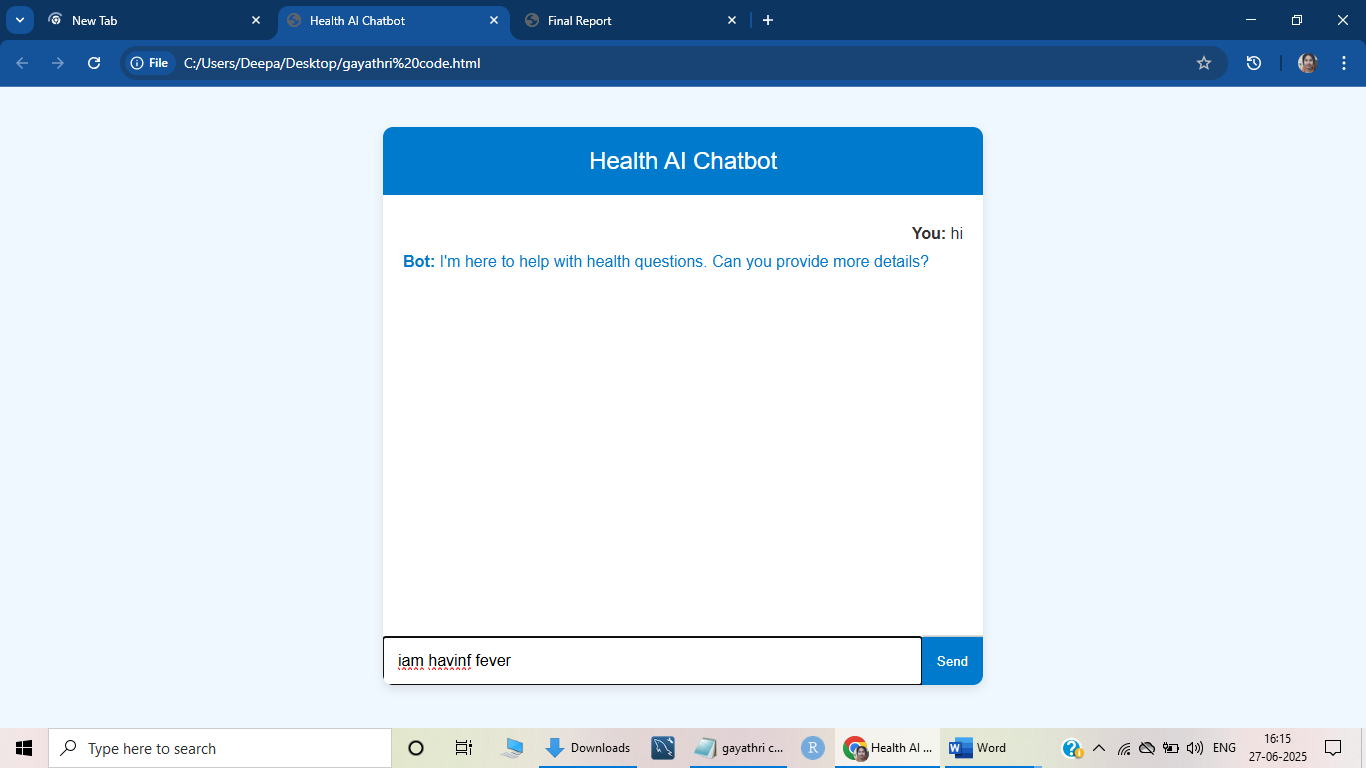 New Tab
Health AI Chatbot
Final Report
File
C:/Users/Deepa/Desktop/gayathri%20code.html
Health AI Chatbot
You: hi
Bot: I'm here to help with health questions. Can you provide more details?
iam havinf fever
Send
Type here to search
Downloads
gayathri c...
R
Health AI ...
Word
ENG
16:15
27-06-2025